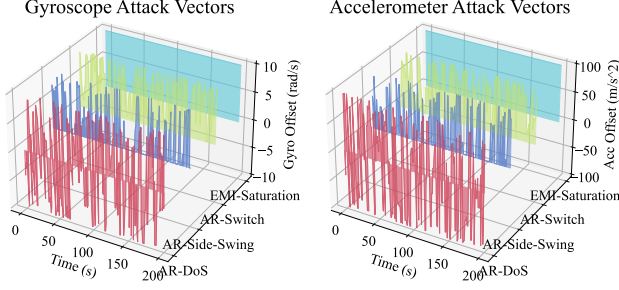 Gyroscope Attack Vectors
10
5
0
−5
−10
Gyro Offset (rad/s)
EMI-Saturation
AR-Switch
AR-Side-Swing
AR-DoS
0
50
100
150
200
Time (s)
Accelerometer Attack Vectors
100
50
0
−50
−100
Acc Offset (m/s^2)
EMI-Saturation
AR-Switch
AR-Side-Swing
AR-DoS
0
50
100
150
200
Time (s)